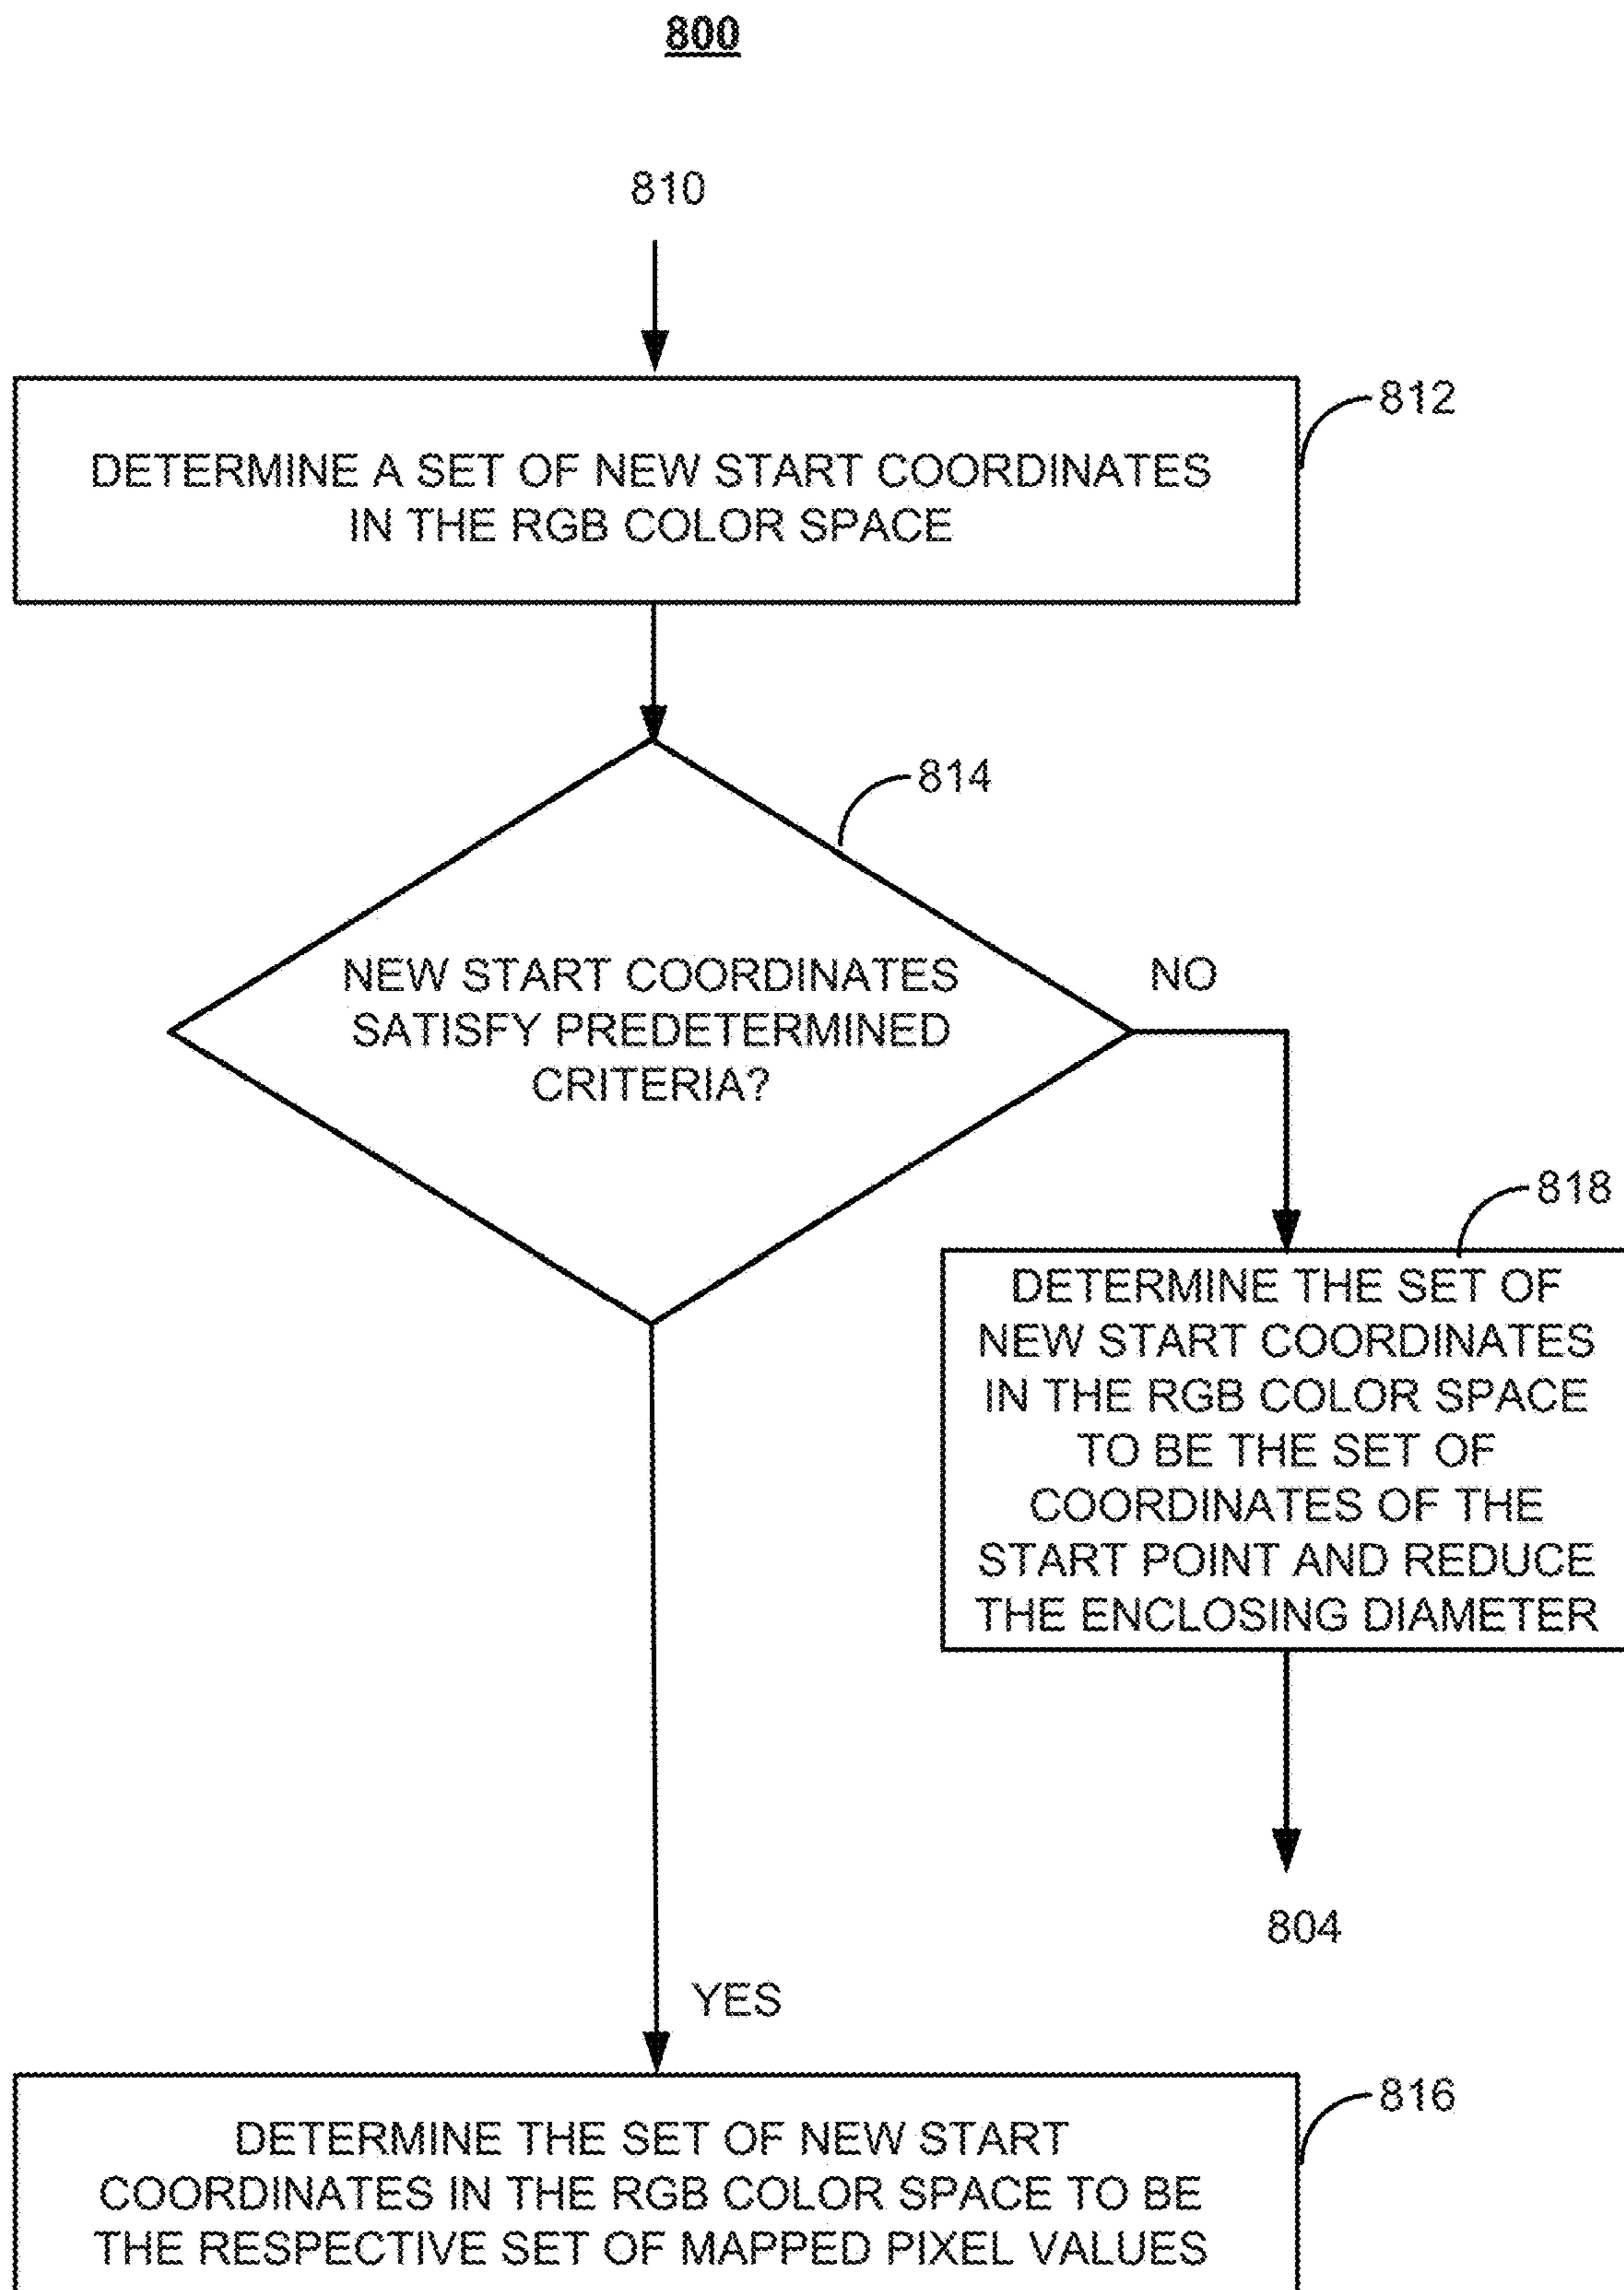 800
810
812
DETERMINE A SET OF NEW START COORDINATES
IN THE RGB COLOR SPACE
814
NEW START COORDINATES
SATISFY PREDETERMINED
CRITERIA?
NO
818
DETERMINE THE SET OF
NEW START COORDINATES
IN THE RGB COLOR SPACE
TO BE THE SET OF
COORDINATES OF THE
START POINT AND REDUCE
THE ENCLOSING DIAMETER
804
YES
816
DETERMINE THE SET OF NEW START
COORDINATES IN THE RGB COLOR SPACE TO BE
THE RESPECTIVE SET OF MAPPED PIXEL VALUES